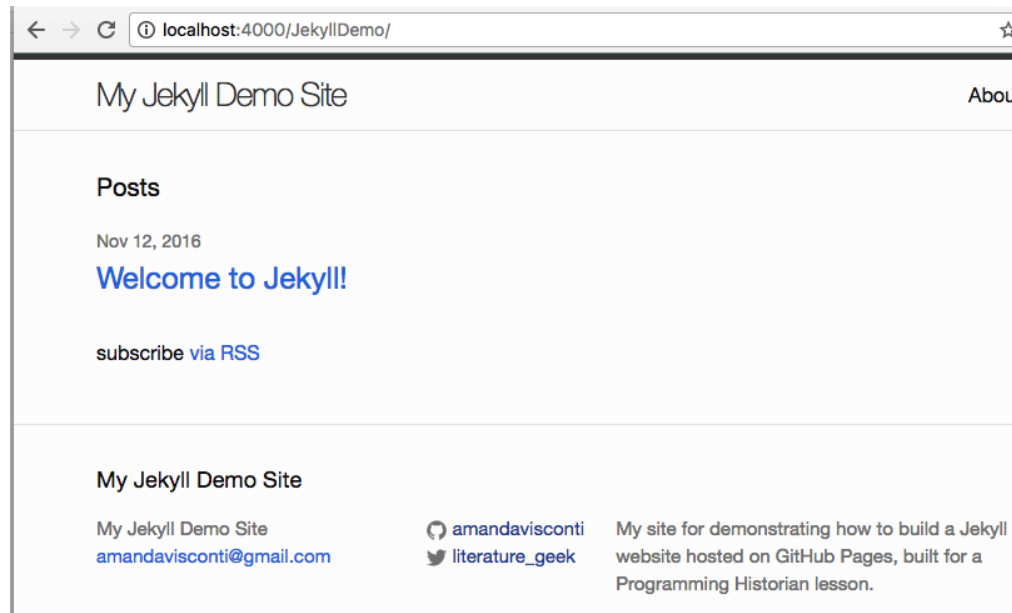 localhost:4000/JekyllDemo/
My Jekyll Demo Site
Abou
Posts
Nov 12, 2016
Welcome to Jekyll!
subscribe via RSS
My Jekyll Demo Site
My Jekyll Demo Site
amandavisconti@gmail.com
amandavisconti
literature_geek
My site for demonstrating how to build a Jekyll
website hosted on GitHub Pages, built for a
Programming Historian lesson.